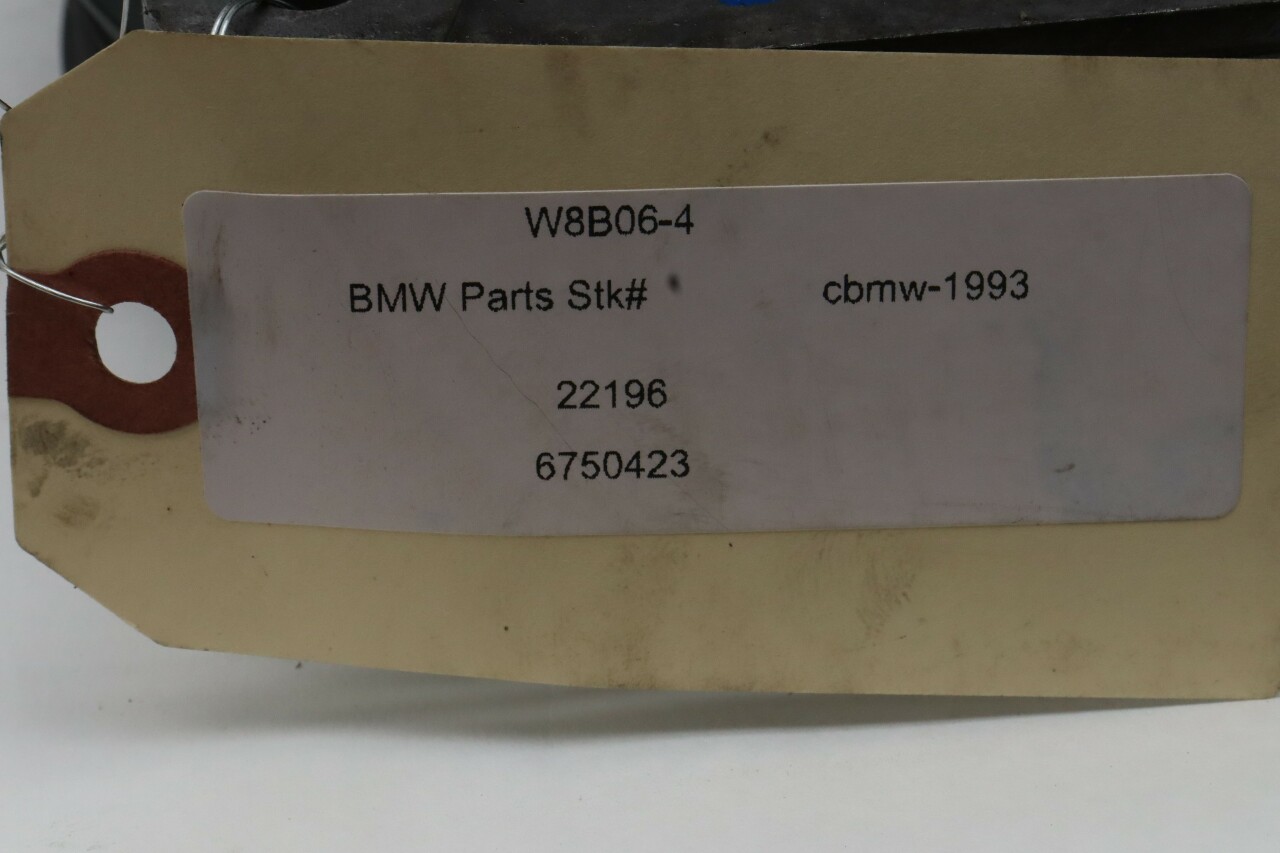 W8B06-4
BMW Parts Stk# cbmw-1993
22196
6750423